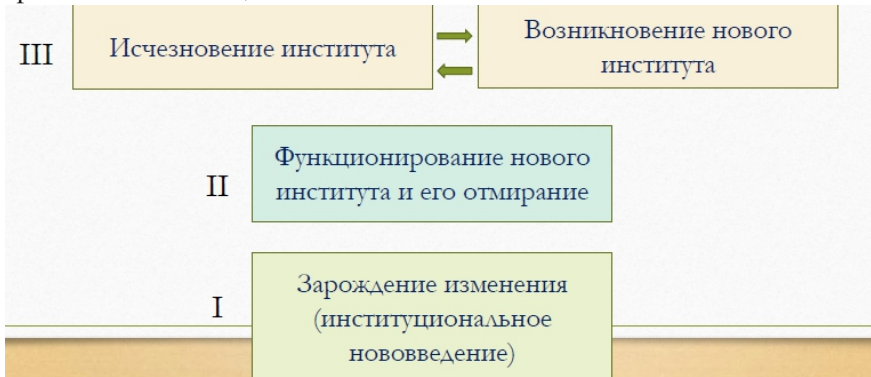 III
Исчезновение института
Возникновение нового
института
II
Функционирование нового
института и его отмирание
I
Зарождение изменения
(институциональное
нововведение)